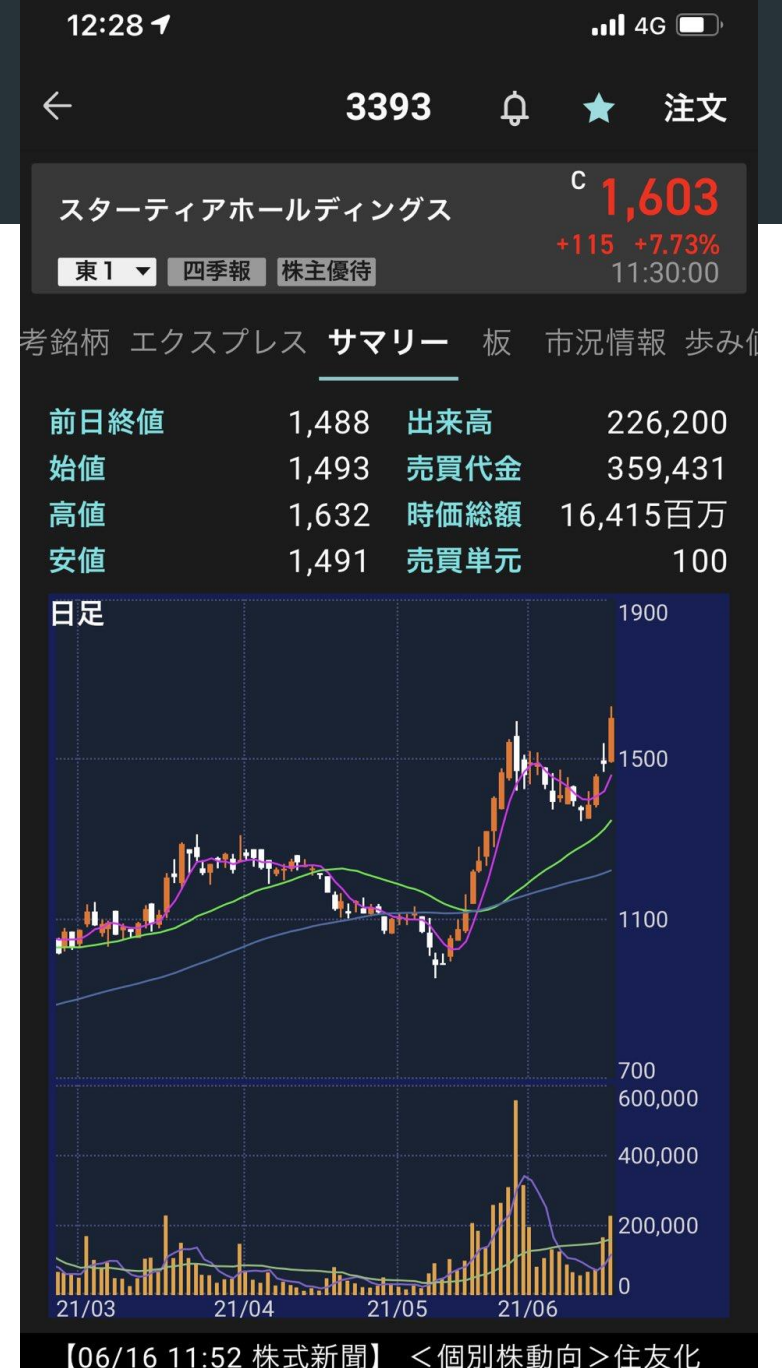 12:28 4G
3393 注文
スターティアホールディングス C 1,603
+115 +7.73%
東1 ▼ 四季報 株主優待 11:30:00
考銘柄 エクスプレス サマリー 板 市況情報 歩み値
前日終値 1,488 出来高 226,200
始値 1,493 売買代金 359,431
高値 1,632 時価総額 16,415百万
安値 1,491 売買単元 100
日足
1900
1500
1100
700
600,000
400,000
200,000
0
21/03 21/04 21/05 21/06
【06/16 11:52 株式新聞】 <個別株動向>住友化